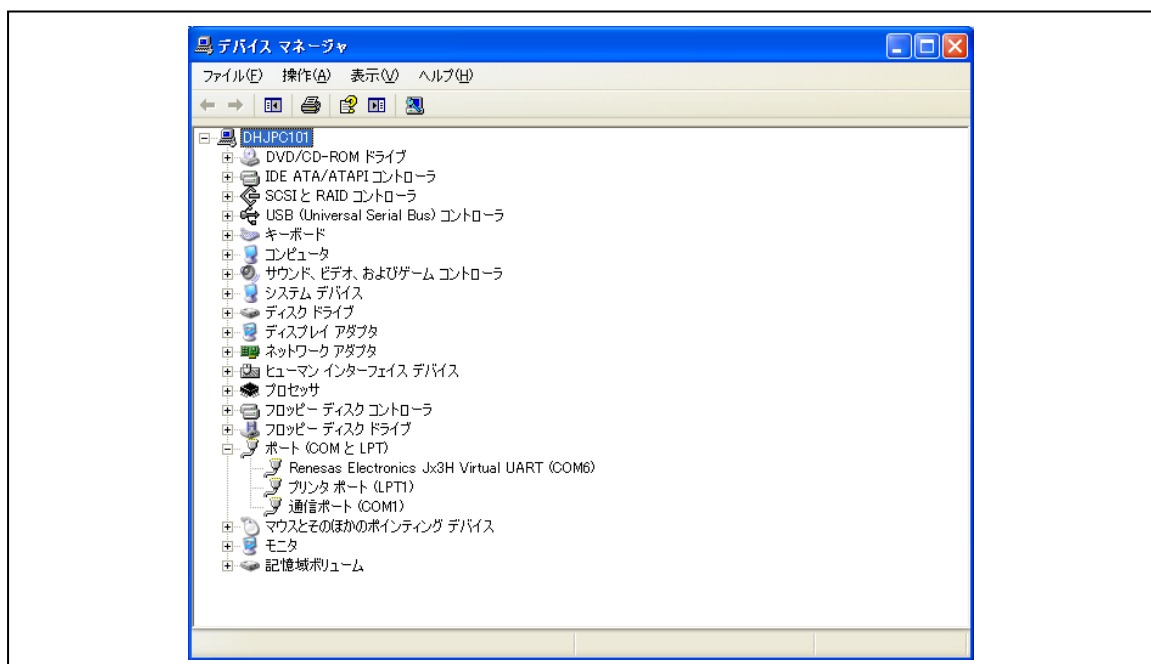 デバイス マネージャ
ファイル(F) 操作(A) 表示(V) ヘルプ(H)
DHJPC101
DVD/CD-ROM ドライブ
IDE ATA/ATAPI コントローラ
SCSI と RAID コントローラ
USB (Universal Serial Bus) コントローラ
キーボード
コンピュータ
サウンド、ビデオ、およびゲーム コントローラ
システム デバイス
ディスク ドライブ
ディスプレイ アダプタ
ネットワーク アダプタ
ヒューマン インターフェイス デバイス
プロセッサ
フロッピー ディスク コントローラ
フロッピー ディスク ドライブ
ポート (COM と LPT)
Renesas Electronics Jx3H Virtual UART (COM6)
プリンタ ポート (LPT1)
通信ポート (COM1)
マウスとそのほかのポインティング デバイス
モニタ
記憶域ボリューム